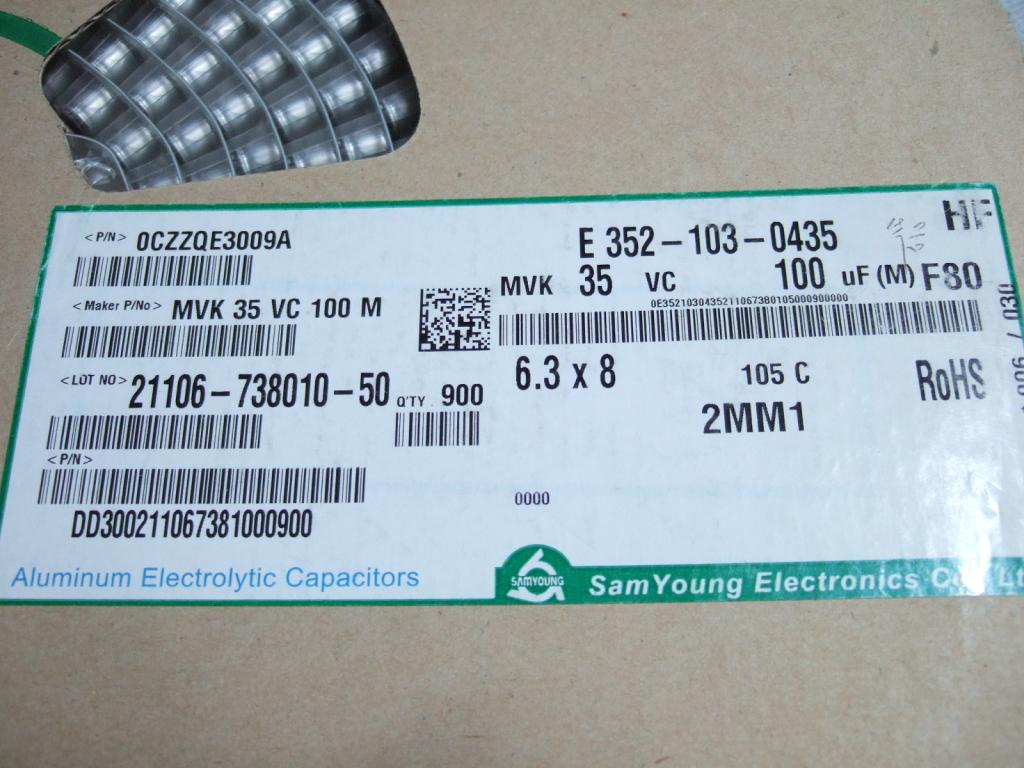 <P/N> 0CZZQE3009A
<Maker P/No> MVK 35 VC 100 M
<LOT NO> 21106-738010-50 Q'TY. 900
<P/N>
DD300211067381000900
HF
E 352-103-0435
MVK 35 VC 100 uF (M) F80
0E3521030435211067380105000900000
6.3 x 8 105 C RoHS
2MM1
0000
/ 030
Aluminum Electrolytic Capacitors
SAMYOUNG
SamYoung Electronics